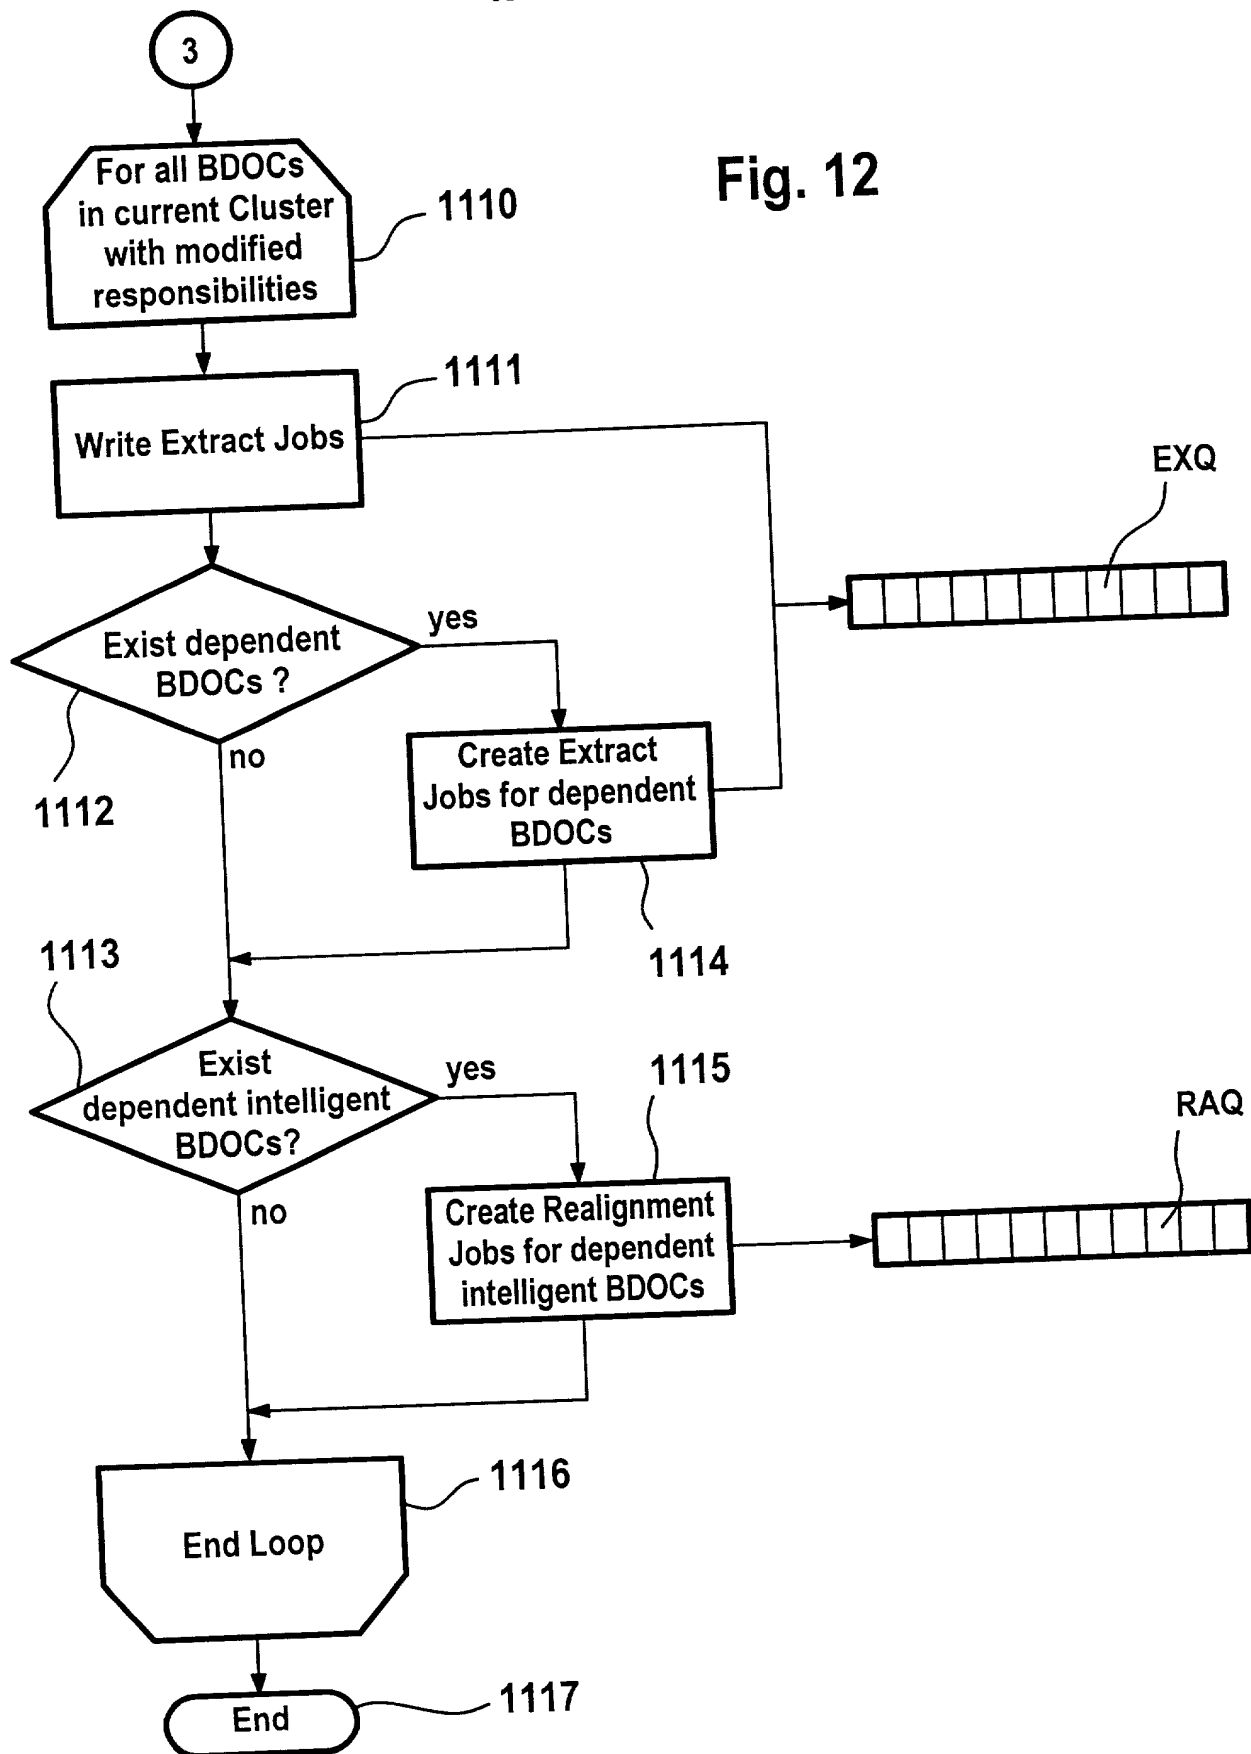 3
Fig. 12
For all BDOCs
in current Cluster
with modified
responsibilities
1110
1111
Write Extract Jobs
EXQ
yes
Exist dependent
BDOCs ?
no
1112
Create Extract
Jobs for dependent
BDOCs
1113
1114
Exist
dependent intelligent
BDOCs?
yes
1115
RAQ
no
Create Realignment
Jobs for dependent
intelligent BDOCs
1116
End Loop
1117
End